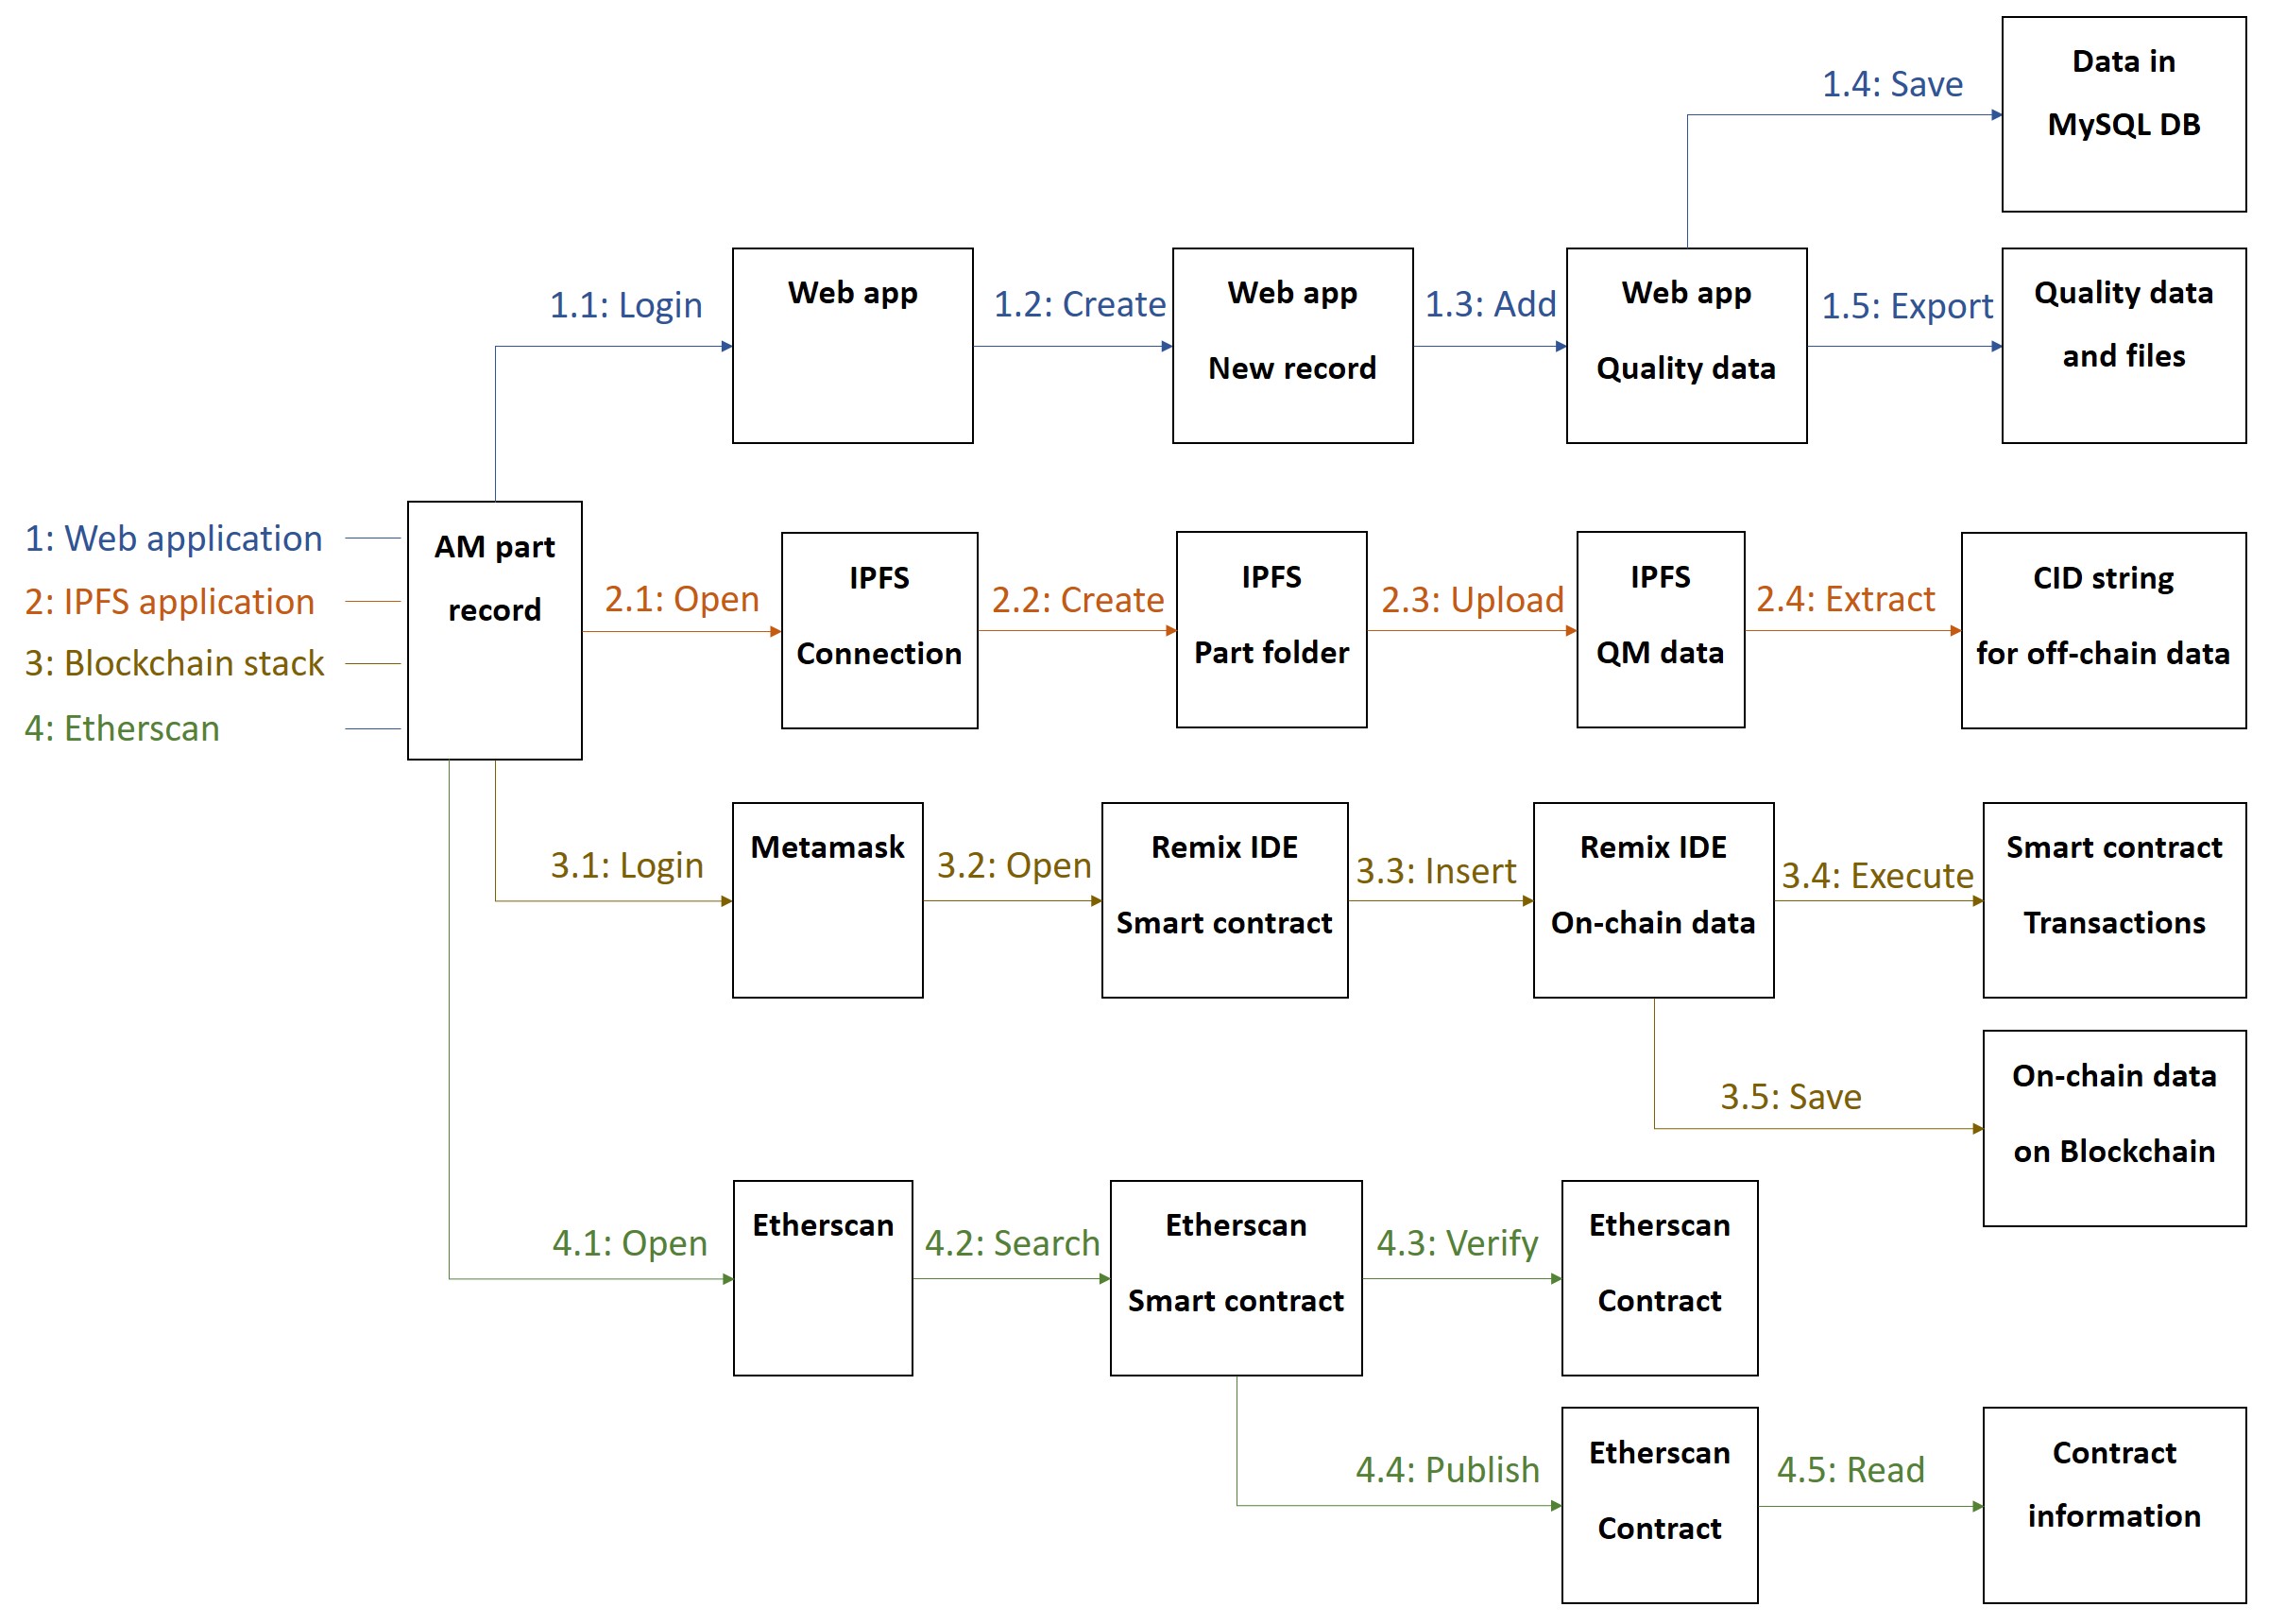 Data in
MySQL DB
1.4: Save
1.1: Login
Web app
1.2: Create
Web app
New record
1.3: Add
Web app
Quality data
1.5: Export
Quality data
and files
1: Web application
2: IPFS application
3: Blockchain stack
4: Etherscan
AM part
record
2.1: Open
IPFS
Connection
2.2: Create
IPFS
Part folder
2.3: Upload
IPFS
QM data
2.4: Extract
CID string
for off-chain data
3.1: Login
Metamask
3.2: Open
Remix IDE
Smart contract
3.3: Insert
Remix IDE
On-chain data
3.4: Execute
Smart contract
Transactions
3.5: Save
On-chain data
on Blockchain
4.1: Open
Etherscan
4.2: Search
Etherscan
Smart contract
4.3: Verify
Etherscan
Contract
4.4: Publish
Etherscan
Contract
4.5: Read
Contract
information